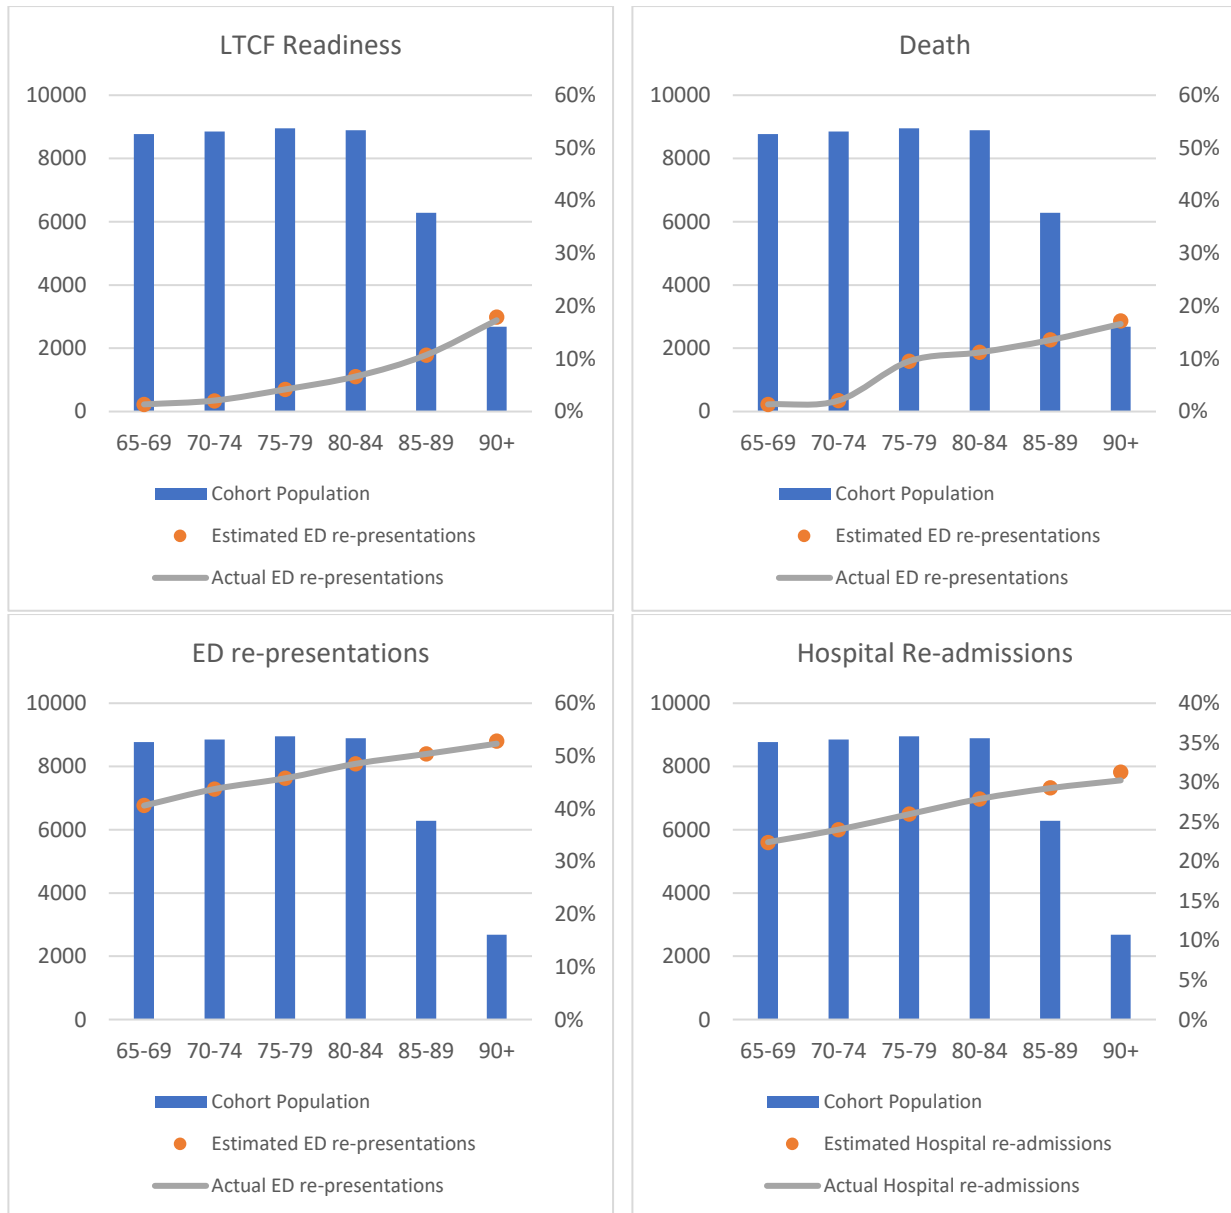 LTCF Readiness
10000 60%
8000 50%
6000 40%
4000 30%
2000 20%
0 10%
0%
65-69 70-74 75-79 80-84 85-89 90+
Cohort Population
Estimated ED re-presentations
Actual ED re-presentations
Death
10000 60%
8000 50%
6000 40%
4000 30%
2000 20%
0 10%
0%
65-69 70-74 75-79 80-84 85-89 90+
Cohort Population
Estimated ED re-presentations
Actual ED re-presentations
ED re-presentations
10000 60%
8000 50%
6000 40%
4000 30%
2000 20%
0 10%
0%
65-69 70-74 75-79 80-84 85-89 90+
Cohort Population
Estimated ED re-presentations
Actual ED re-presentations
Hospital Re-admissions
10000 40%
8000 35%
6000 30%
4000 25%
2000 20%
0 15%
10%
5%
0%
65-69 70-74 75-79 80-84 85-89 90+
Cohort Population
Estimated Hospital re-admissions
Actual Hospital re-admissions